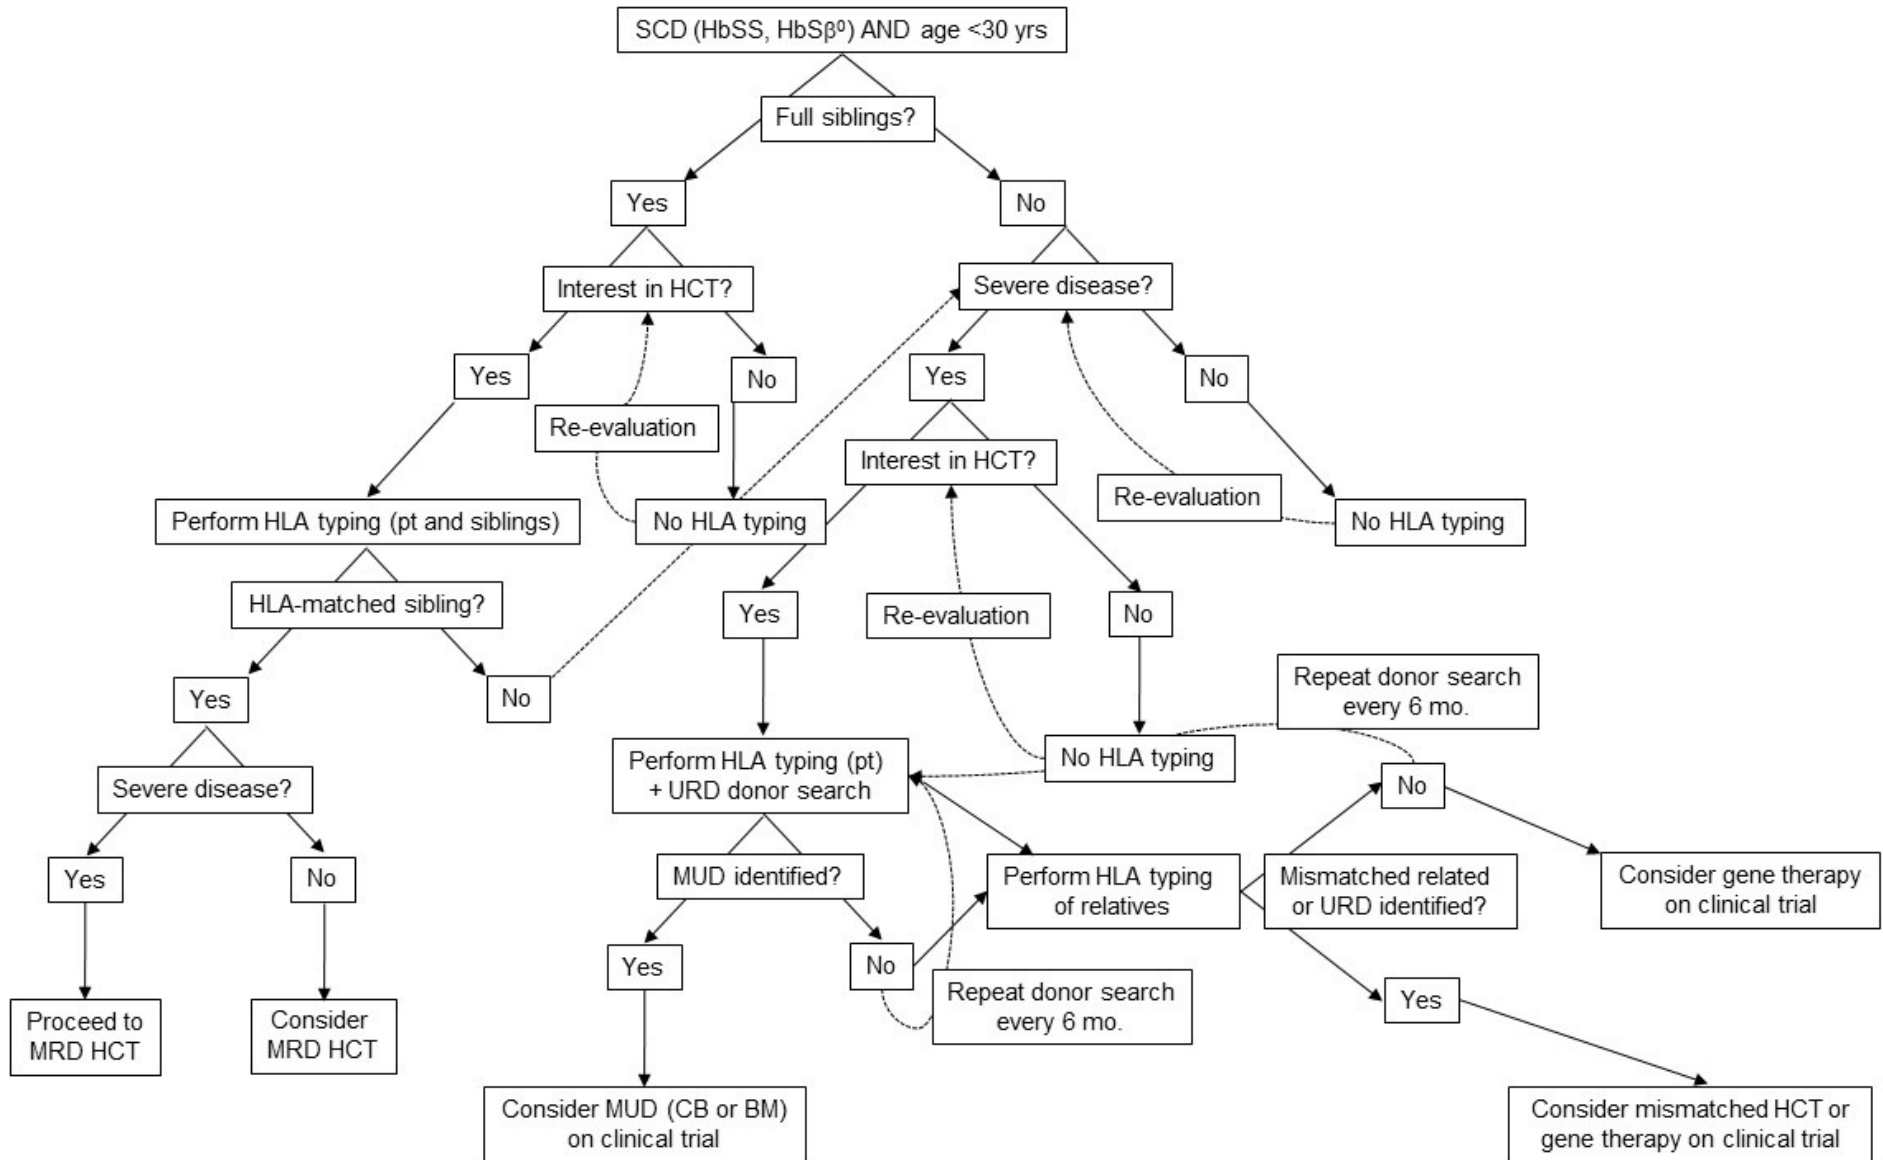 SCD (HbSS, HbSβ⁰) AND age <30 yrs
Full siblings?
Yes
No
Interest in HCT?
Severe disease?
Yes
No
Yes
No
Re-evaluation
Interest in HCT?
Re-evaluation
Perform HLA typing (pt and siblings)
No HLA typing
No HLA typing
HLA-matched sibling?
Yes
Re-evaluation
No
Yes
No
Repeat donor search
every 6 mo.
Severe disease?
Perform HLA typing (pt)
+ URD donor search
No HLA typing
No
Yes
No
MUD identified?
Perform HLA typing
of relatives
Mismatched related
or URD identified?
Consider gene therapy
on clinical trial
Yes
No
Repeat donor search
every 6 mo.
Yes
Proceed to
MRD HCT
Consider
MRD HCT
Consider MUD (CB or BM)
on clinical trial
Consider mismatched HCT or
gene therapy on clinical trial